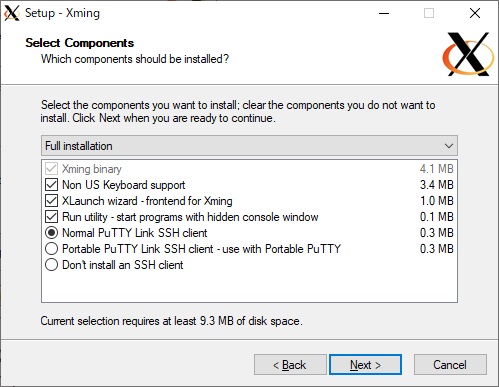 Setup - Xming
Select Components
Which components should be installed?
Select the components you want to install; clear the components you do not want to
install. Click Next when you are ready to continue.
Full installation
Xming binary 4.1 MB
Non US Keyboard support 3.4 MB
XLaunch wizard - frontend for Xming 1.0 MB
Run utility - start programs with hidden console window 0.1 MB
Normal PuTTY Link SSH client 0.3 MB
Portable PuTTY Link SSH client - use with Portable PuTTY 0.3 MB
Don't install an SSH client
Current selection requires at least 9.3 MB of disk space.
< Back Next > Cancel